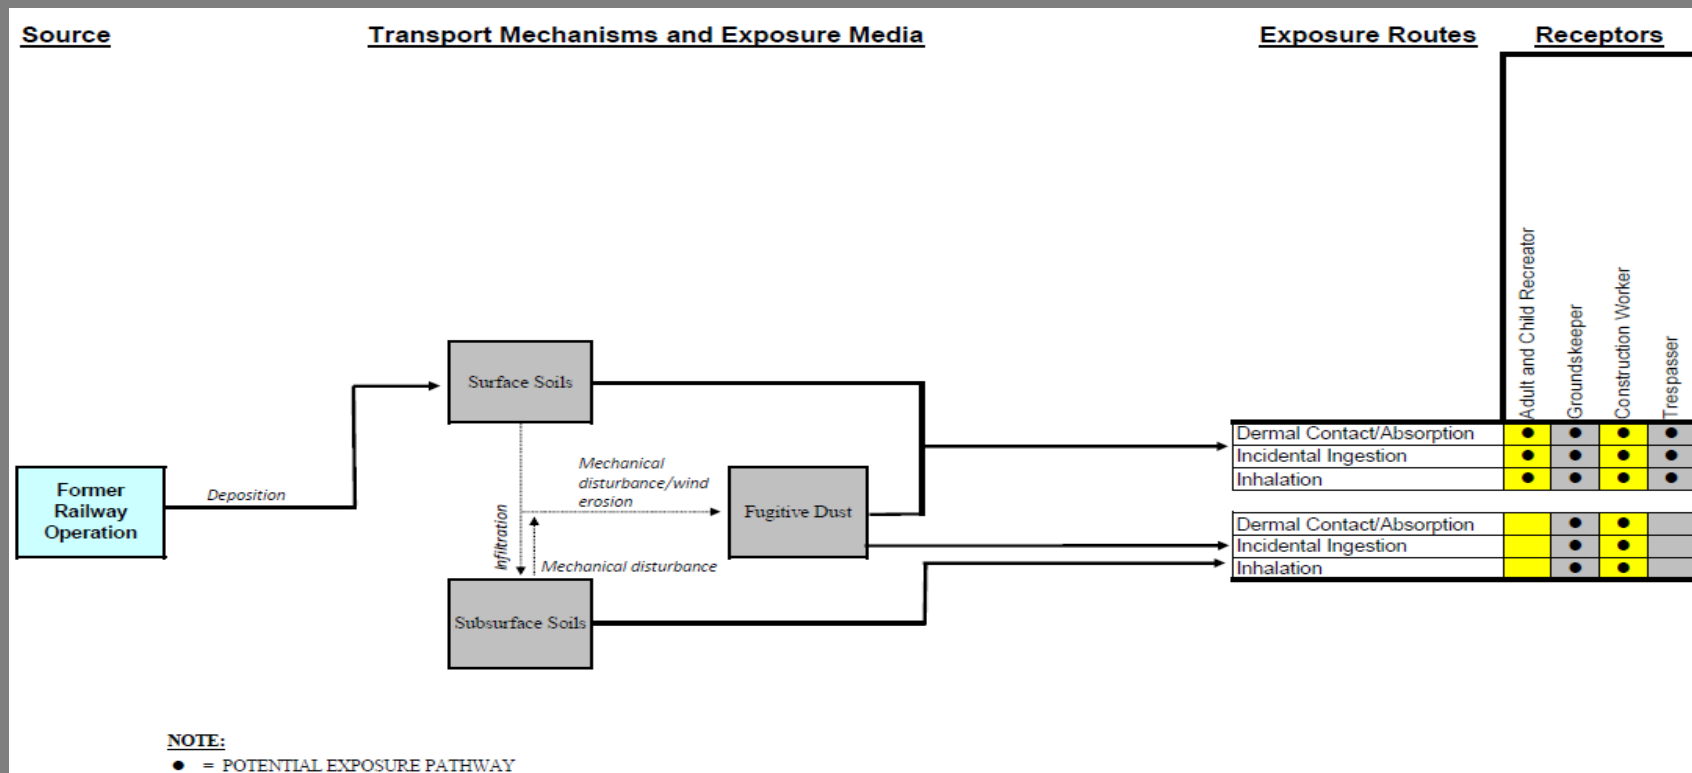 Source
Transport Mechanisms and Exposure Media
Exposure Routes
Receptors
Adult and Child Recreator
Groundskeeper
Construction Worker
Trespasser
Surface Soils
Dermal Contact/Absorption ● ● ● ●
Incidental Ingestion ● ● ● ●
Inhalation ● ● ● ●
Former
Railway
Operation
Deposition
Mechanical
disturbance/wind
erosion
Infiltration
Fugitive Dust
Mechanical disturbance
Dermal Contact/Absorption ● ●
Incidental Ingestion ● ●
Inhalation ● ●
Subsurface Soils
NOTE:
● = POTENTIAL EXPOSURE PATHWAY